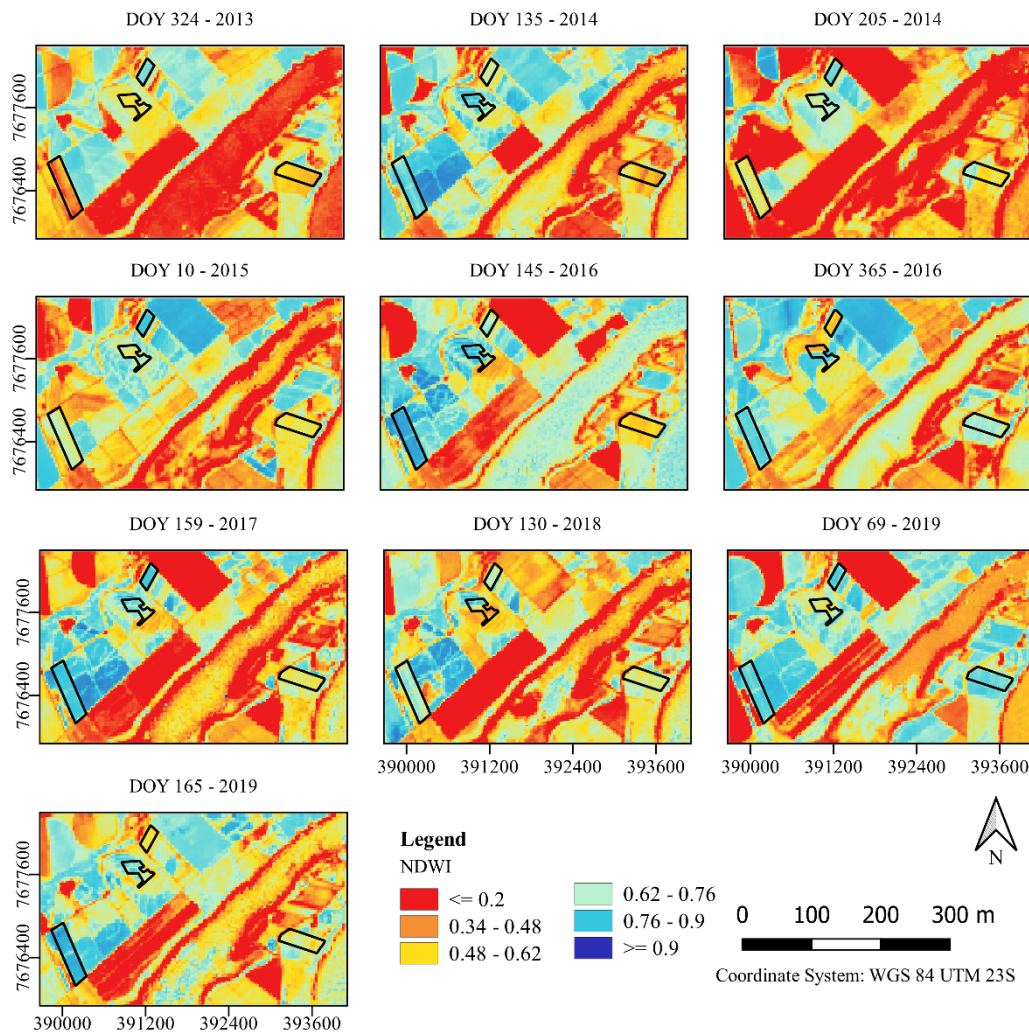 DOY 324 - 2013
DOY 135 - 2014
DOY 205 - 2014
7677600
7676400
DOY 10 - 2015
DOY 145 - 2016
DOY 365 - 2016
7677600
7676400
DOY 159 - 2017
DOY 130 - 2018
DOY 69 - 2019
7677600
7676400
390000 391200 392400 393600
390000 391200 392400 393600
DOY 165 - 2019
7677600
7676400
390000 391200 392400 393600
Legend
NDWI
<= 0.2
0.34 - 0.48
0.48 - 0.62
0.62 - 0.76
0.76 - 0.9
>= 0.9
N
0 100 200 300 m
Coordinate System: WGS 84 UTM 23S